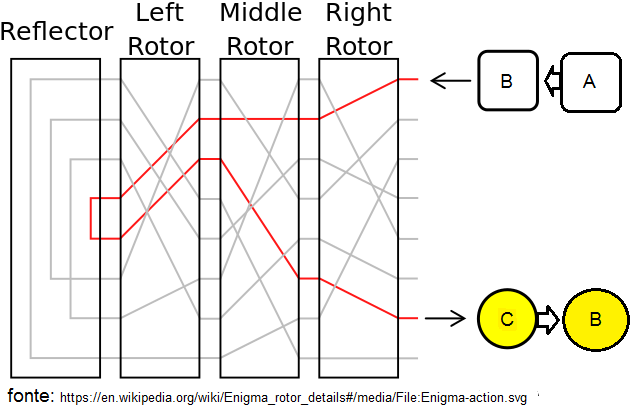 Reflector
Left
Rotor
Middle
Rotor
Right
Rotor
B
A
C
B
fonte: https://en.wikipedia.org/wiki/Enigma_rotor_details#/media/File:Enigma-action.svg